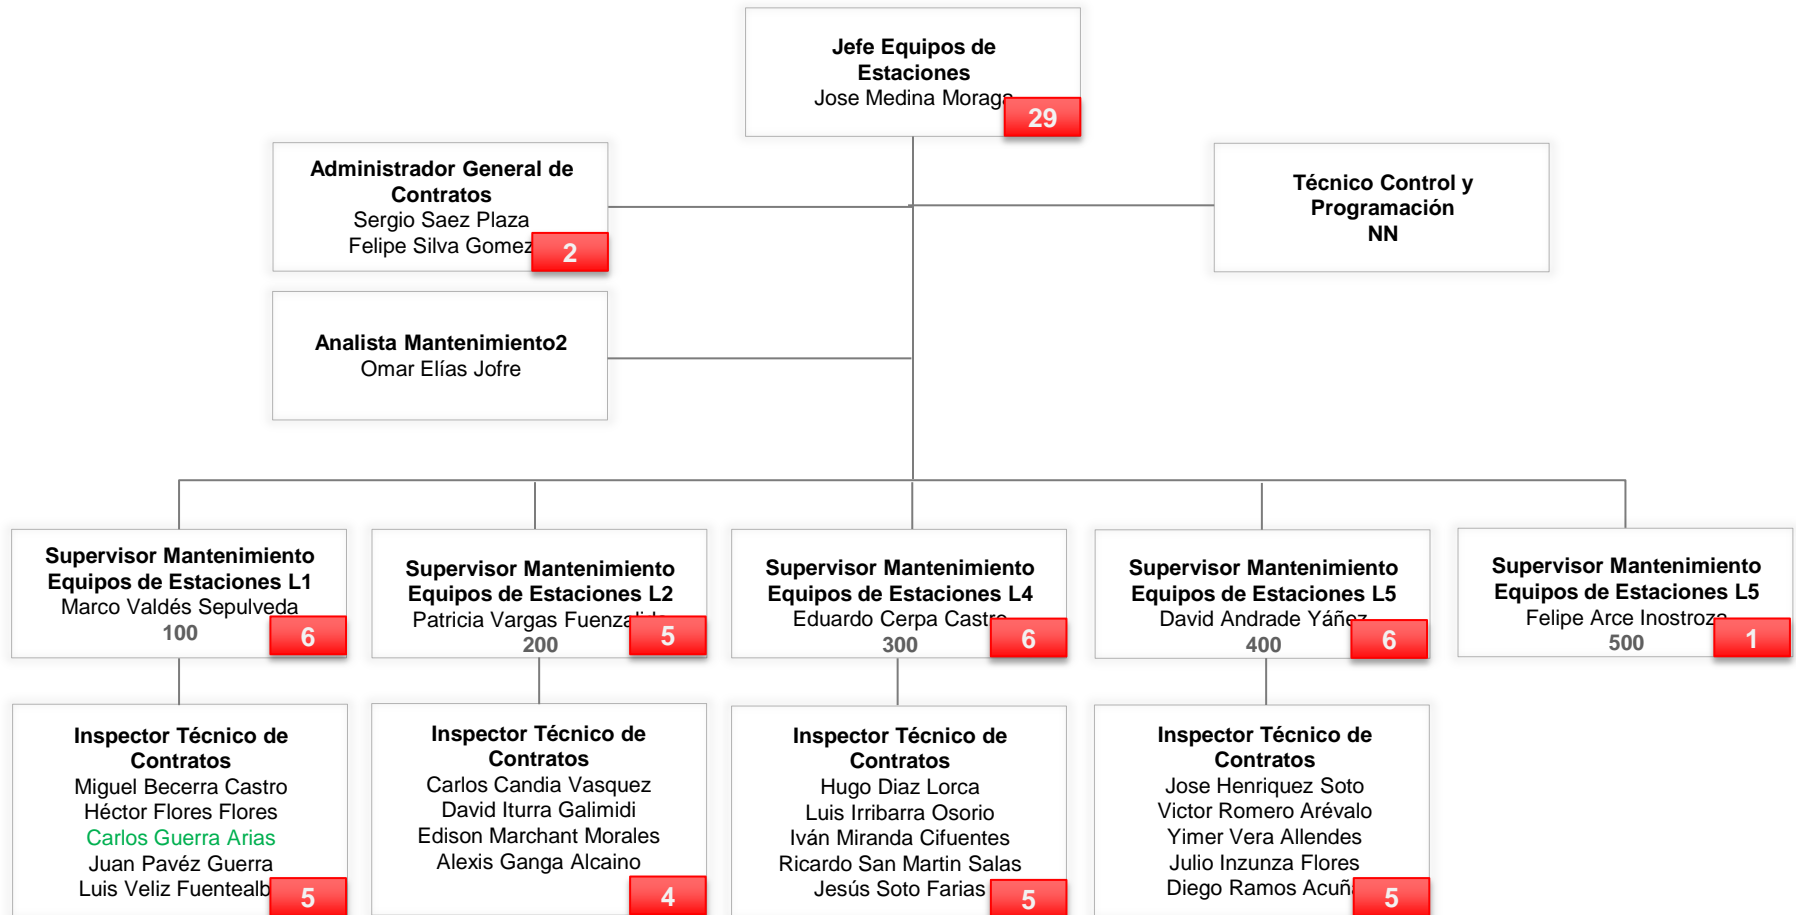 Jefe Equipos de
Estaciones
Jose Medina Moraga
29
Administrador General de
Contratos
Sergio Saez Plaza
Felipe Silva Gomez
2
Técnico Control y
Programación
NN
Analista Mantenimiento2
Omar Elías Jofre
Supervisor Mantenimiento
Equipos de Estaciones L1
Marco Valdés Sepulveda
100
6
Supervisor Mantenimiento
Equipos de Estaciones L2
Patricia Vargas Fuenzalida
200
5
Supervisor Mantenimiento
Equipos de Estaciones L4
Eduardo Cerpa Castro
300
6
Supervisor Mantenimiento
Equipos de Estaciones L5
David Andrade Yáñez
400
6
Supervisor Mantenimiento
Equipos de Estaciones L5
Felipe Arce Inostroza
500
1
Inspector Técnico de
Contratos
Miguel Becerra Castro
Héctor Flores Flores
Carlos Guerra Arias
Juan Pavéz Guerra
Luis Veliz Fuentealb
5
Inspector Técnico de
Contratos
Carlos Candia Vasquez
David Iturra Galimidi
Edison Marchant Morales
Alexis Ganga Alcaino
4
Inspector Técnico de
Contratos
Hugo Diaz Lorca
Luis Irribarra Osorio
Iván Miranda Cifuentes
Ricardo San Martin Salas
Jesús Soto Farias
5
Inspector Técnico de
Contratos
Jose Henriquez Soto
Victor Romero Arévalo
Yimer Vera Allendes
Julio Inzunza Flores
Diego Ramos Acuña
5